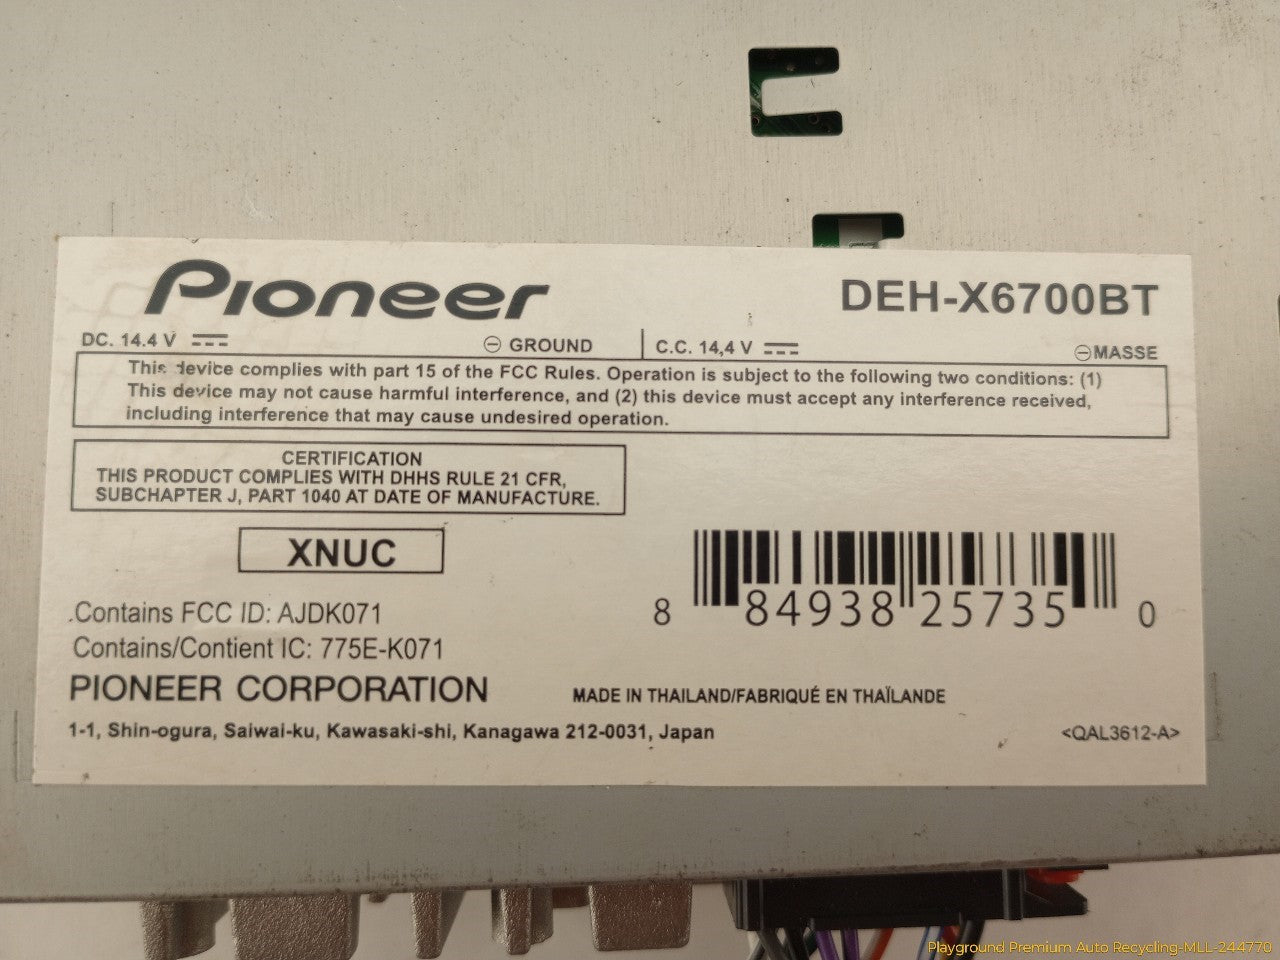 Pioneer
DEH-X6700BT
DC. 14.4 V ⎓ ⊖ GROUND
C.C. 14,4 V ⎓ ⊖MASSE
This device complies with part 15 of the FCC Rules. Operation is subject to the following two conditions: (1)
This device may not cause harmful interference, and (2) this device must accept any interference received,
including interference that may cause undesired operation.
CERTIFICATION
THIS PRODUCT COMPLIES WITH DHHS RULE 21 CFR,
SUBCHAPTER J, PART 1040 AT DATE OF MANUFACTURE.
XNUC
8 84938 25735 0
Contains FCC ID: AJDK071
Contains/Contient IC: 775E-K071
PIONEER CORPORATION
MADE IN THAILAND/FABRIQUÉ EN THAÏLANDE
1-1, Shin-ogura, Saiwai-ku, Kawasaki-shi, Kanagawa 212-0031, Japan
<QAL3612-A>
Playground Premium Auto Recycling-MLL-244770